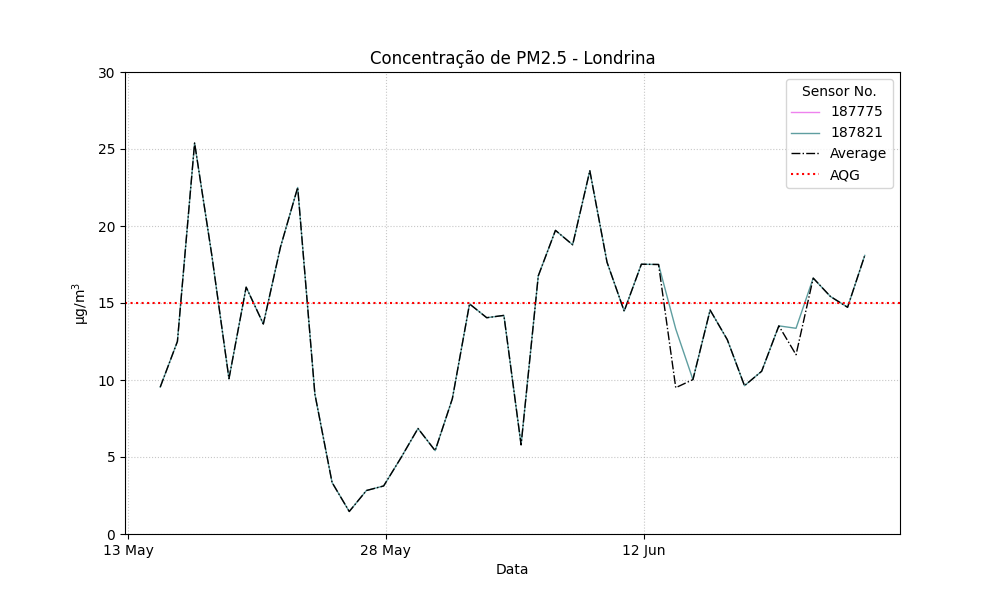 Concentração de PM2.5 - Londrina
30
25
20
15
10
5
0
µg/m³
13 May
28 May
12 Jun
Data
Sensor No.
187775
187821
Average
AQG